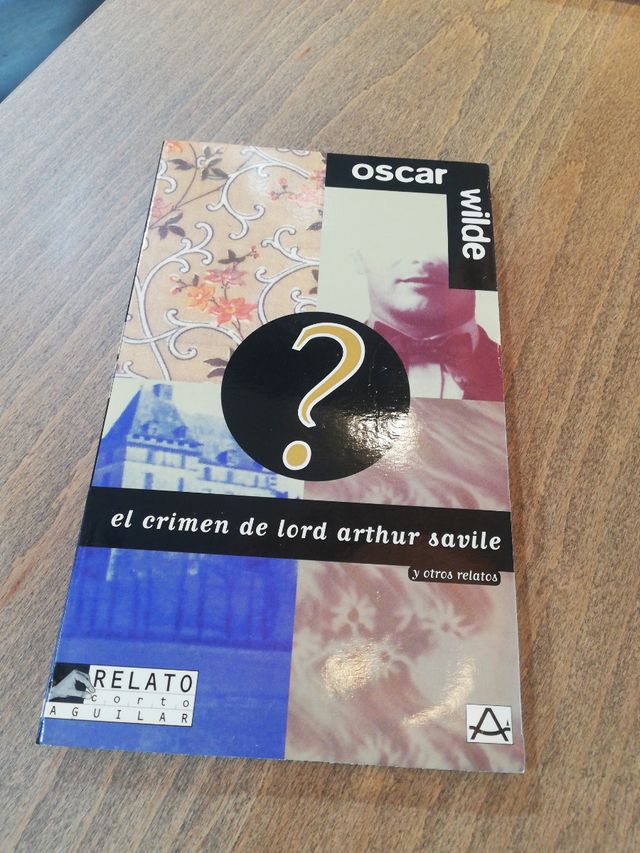 oscar
wilde
?
el crimen de lord arthur savile
y otros relatos
RELATO
corto
AGUILAR
A